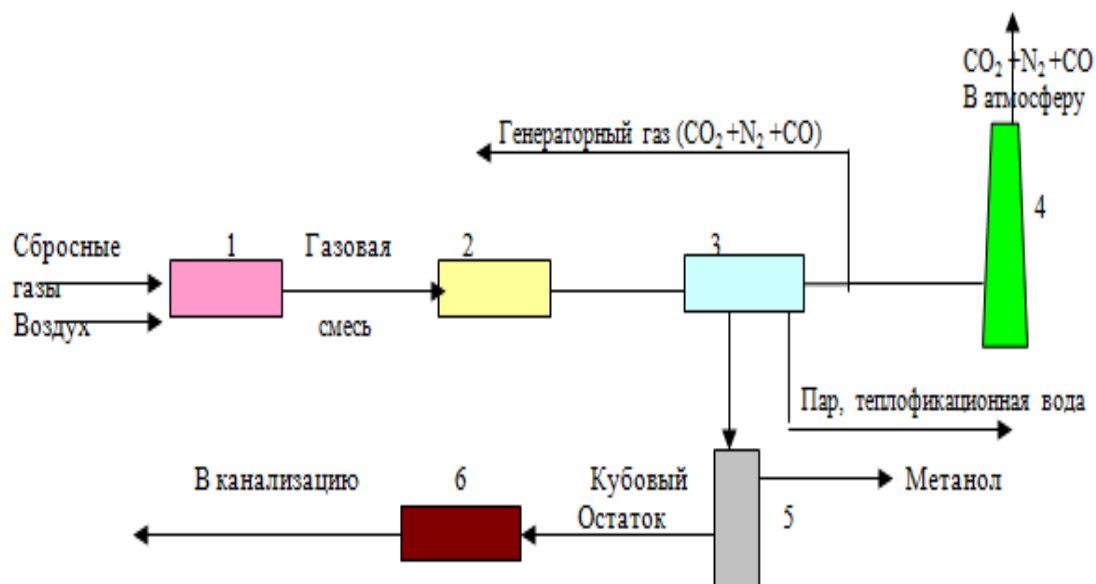 CO₂ +N₂ +CO
В атмосферу
Генераторный газ (CO₂ +N₂ +CO)
4
Сбросные
газы
Воздух
1
Газовая
смесь
2
3
Пар, теплофикационная вода
В канализацию
6
Кубовый
Остаток
5
Метанол